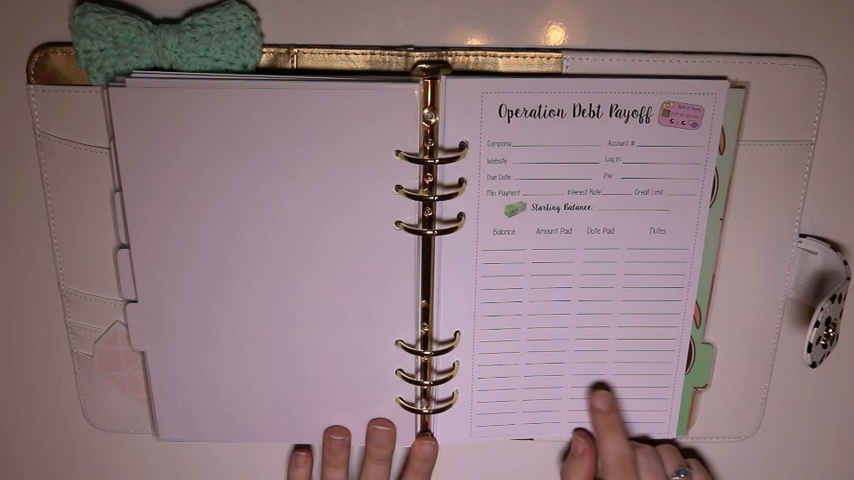 Operation Debt Payoff
Company Account #
Website Log in
Due Date PW
Min. Payment Interest Rate Credit Limit
Starting Balance:
Balance Amount Paid Date Paid Notes